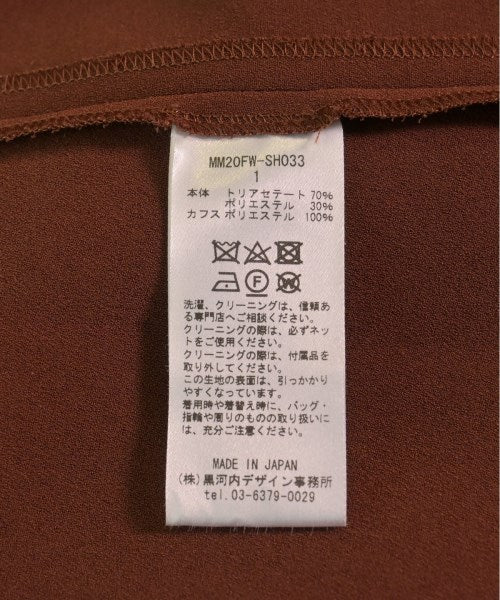 MM20FW-SH033
1
本体 トリアセテート 70%
ポリエステル 30%
カフス ポリエステル 100%
F W
洗濯、クリーニングは、信頼あ
る専門店へご相談ください。
クリーニングの際は、必ずネッ
トをご使用ください。
クリーニングの際は、付属品を
取り外してください。
この生地の表面は、引っかかり
やすくなっています。
着用時や着替え時に、バッグ・
指輪や周りのもの取り扱いに
は、充分ご注意ください。
MADE IN JAPAN
(株)黒河内デザイン事務所
tel.03-6379-0029